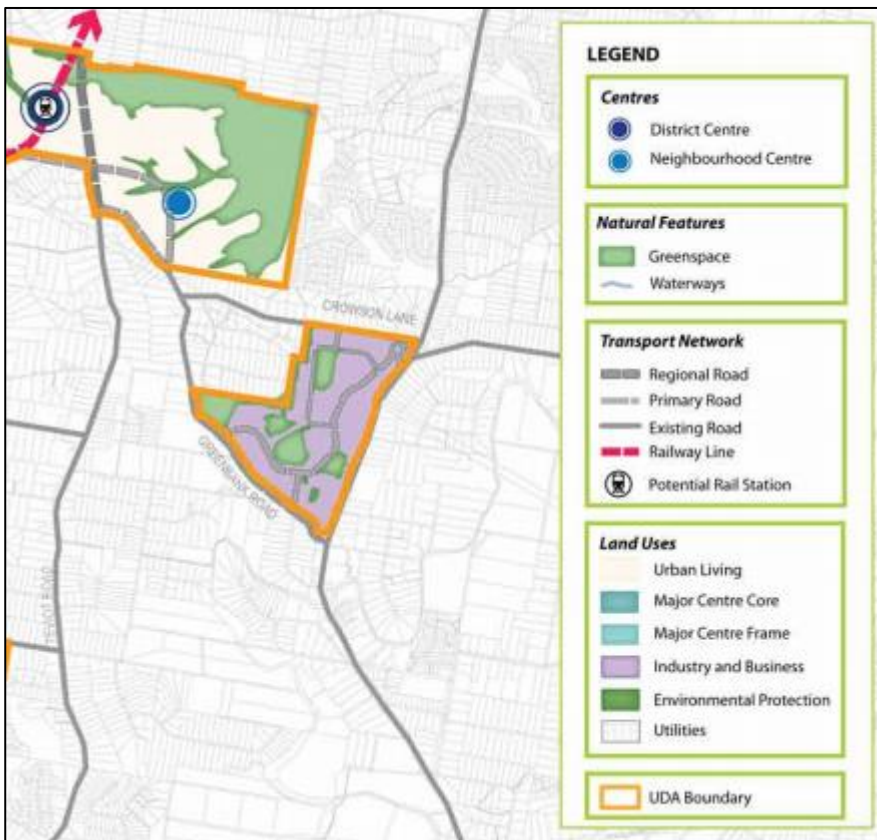 LEGEND
Centres
District Centre
Neighbourhood Centre
Natural Features
Greenspace
Waterways
Transport Network
Regional Road
Primary Road
Existing Road
Railway Line
Potential Rail Station
Land Uses
Urban Living
Major Centre Core
Major Centre Frame
Industry and Business
Environmental Protection
Utilities
UDA Boundary
CROWSON LANE
GREENBANK ROAD
ROAD